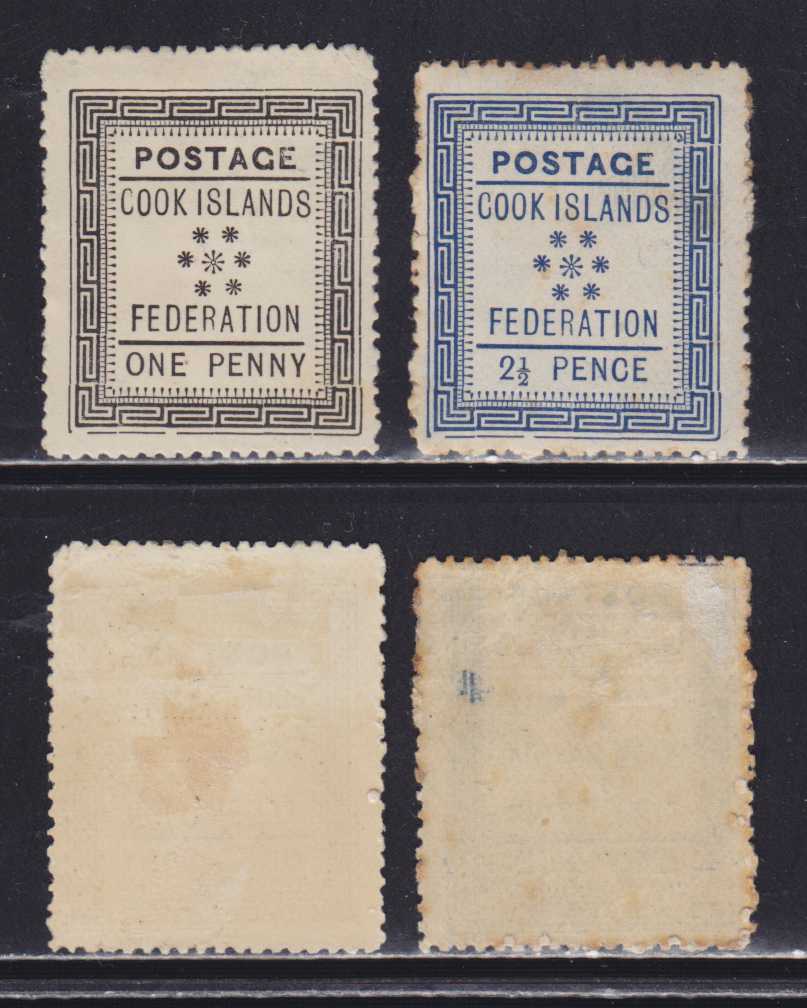 POSTAGE
COOK ISLANDS
FEDERATION
ONE PENNY
POSTAGE
COOK ISLANDS
FEDERATION
2½ PENCE